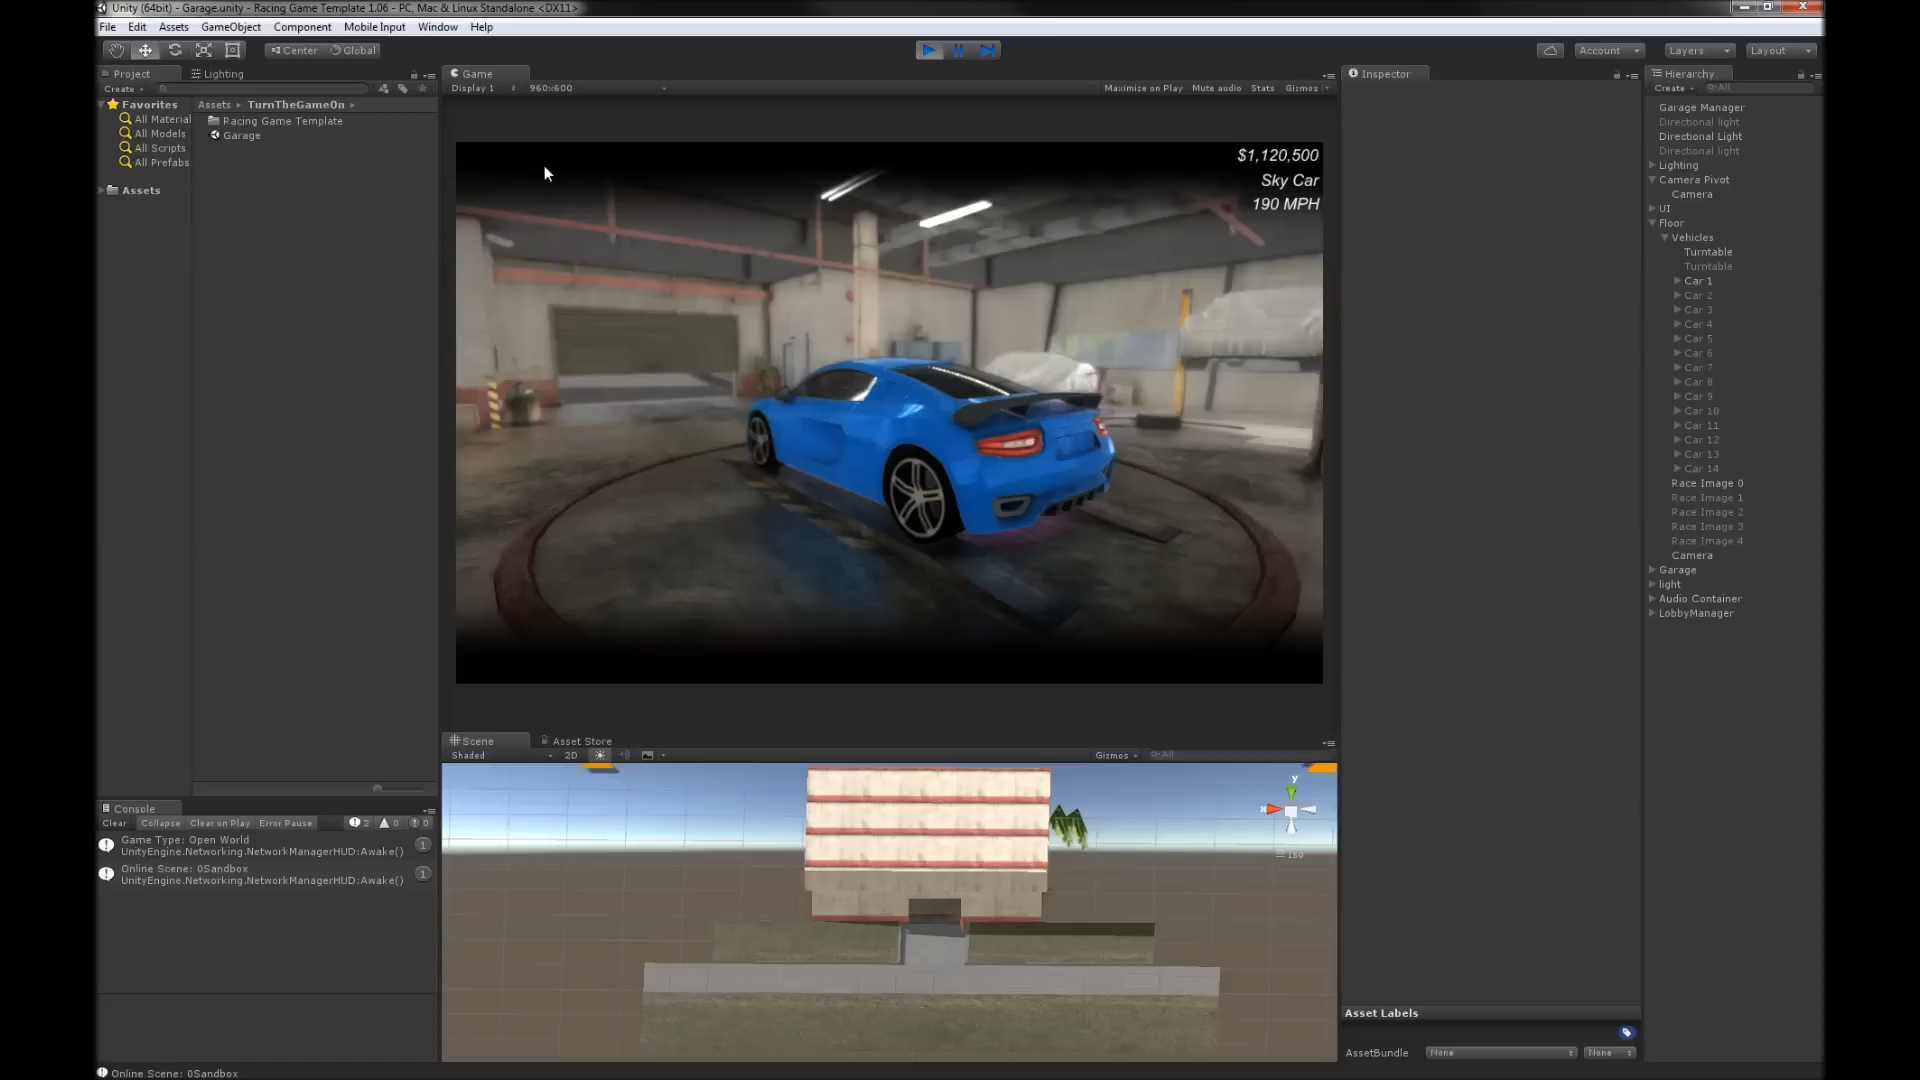 Unity (64bit) - Garage.unity - Racing Game Template 1.06 - PC, Mac & Linux Standalone <DX11>
File Edit Assets GameObject Component Mobile Input Window Help
Center Global
Account Layers Layout
Project Lighting
Create
Favorites
All Material
All Models
All Scripts
All Prefabs
Assets
Assets TurnTheGameOn
Racing Game Template
Garage
Game
Display 1 960x600
Maximize on Play Mute audio Stats Gizmos
$1,120,500
Sky Car
190 MPH
Scene Asset Store
Shaded 2D
Gizmos All
y
x
Console
Clear Collapse Clear on Play Error Pause 2 0 0
Game Type: Open World
UnityEngine.Networking.NetworkManagerHUD:Awake()
1
Online Scene: 0Sandbox
UnityEngine.Networking.NetworkManagerHUD:Awake()
1
Online Scene: 0Sandbox
Inspector
Asset Labels
AssetBundle None None
Hierarchy
Create All
Garage Manager
Directional light
Directional Light
Directional light
Lighting
Camera Pivot
Camera
UI
Floor
Vehicles
Turntable
Turntable
Car 1
Car 2
Car 3
Car 4
Car 5
Car 6
Car 7
Car 8
Car 9
Car 10
Car 11
Car 12
Car 13
Car 14
Race Image 0
Race Image 1
Race Image 2
Race Image 3
Race Image 4
Camera
Garage
light
Audio Container
LobbyManager